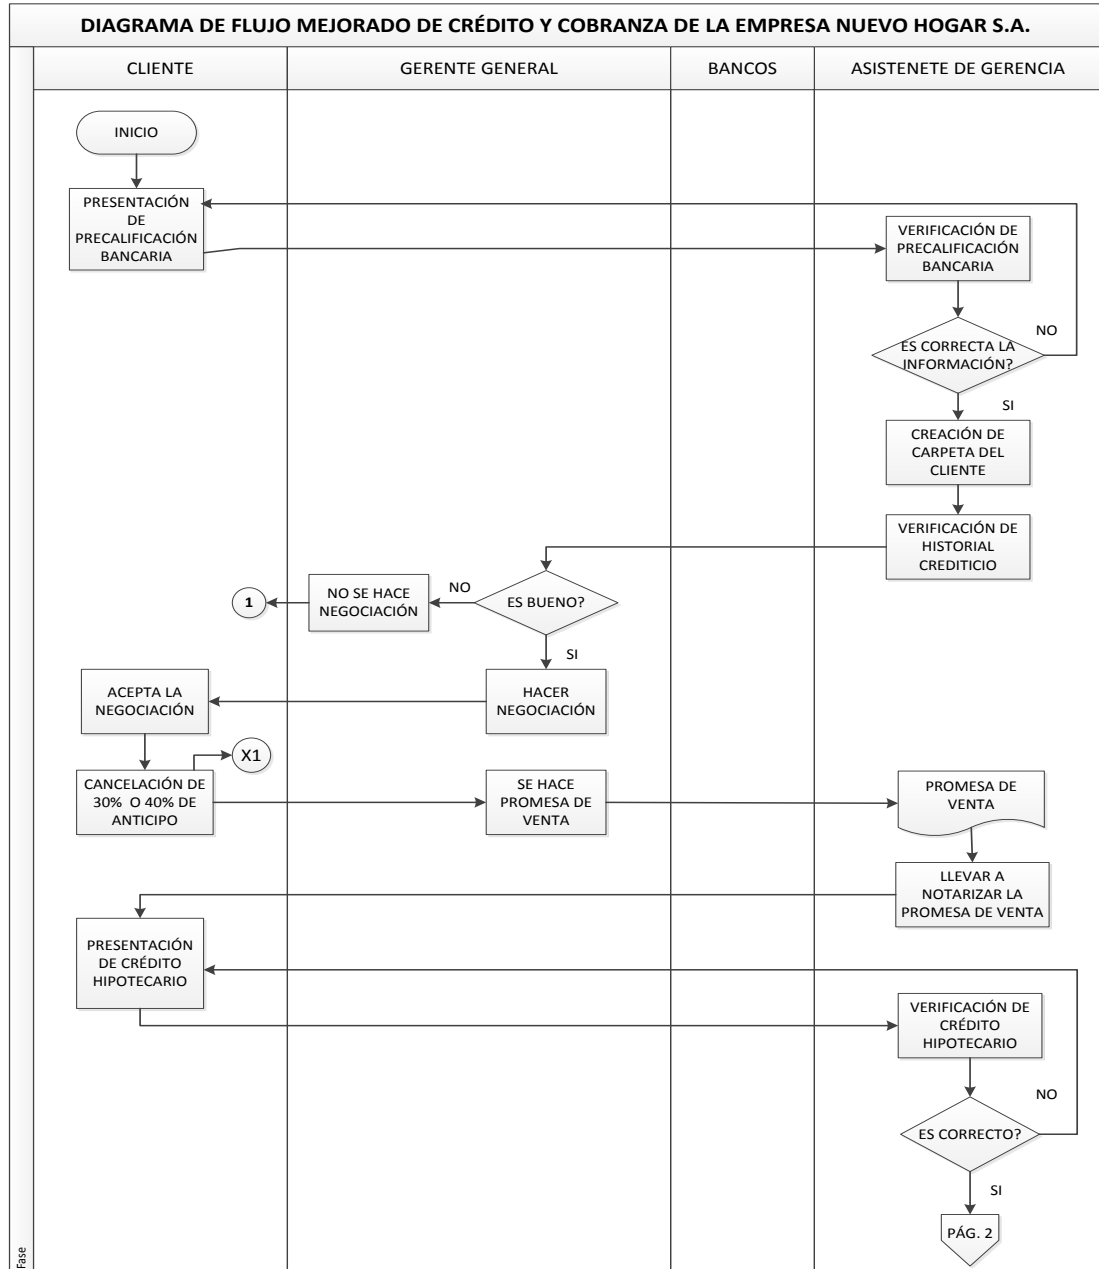 DIAGRAMA DE FLUJO MEJORADO DE CRÉDITO Y COBRANZA DE LA EMPRESA NUEVO HOGAR S.A.
CLIENTE
GERENTE GENERAL
BANCOS
ASISTENETE DE GERENCIA
INICIO
PRESENTACIÓN
DE
PRECALIFICACIÓN
BANCARIA
VERIFICACIÓN DE
PRECALIFICACIÓN
BANCARIA
ES CORRECTA LA
INFORMACIÓN?
NO
SI
CREACIÓN DE
CARPETA DEL
CLIENTE
VERIFICACIÓN DE
HISTORIAL
CREDITICIO
ES BUENO?
NO
NO SE HACE
NEGOCIACIÓN
1
SI
HACER
NEGOCIACIÓN
ACEPTA LA
NEGOCIACIÓN
X1
CANCELACIÓN DE
30% O 40% DE
ANTICIPO
SE HACE
PROMESA DE
VENTA
PROMESA DE
VENTA
LLEVAR A
NOTARIZAR LA
PROMESA DE VENTA
PRESENTACIÓN
DE CRÉDITO
HIPOTECARIO
VERIFICACIÓN DE
CRÉDITO
HIPOTECARIO
NO
ES CORRECTO?
SI
PÁG. 2
Fase